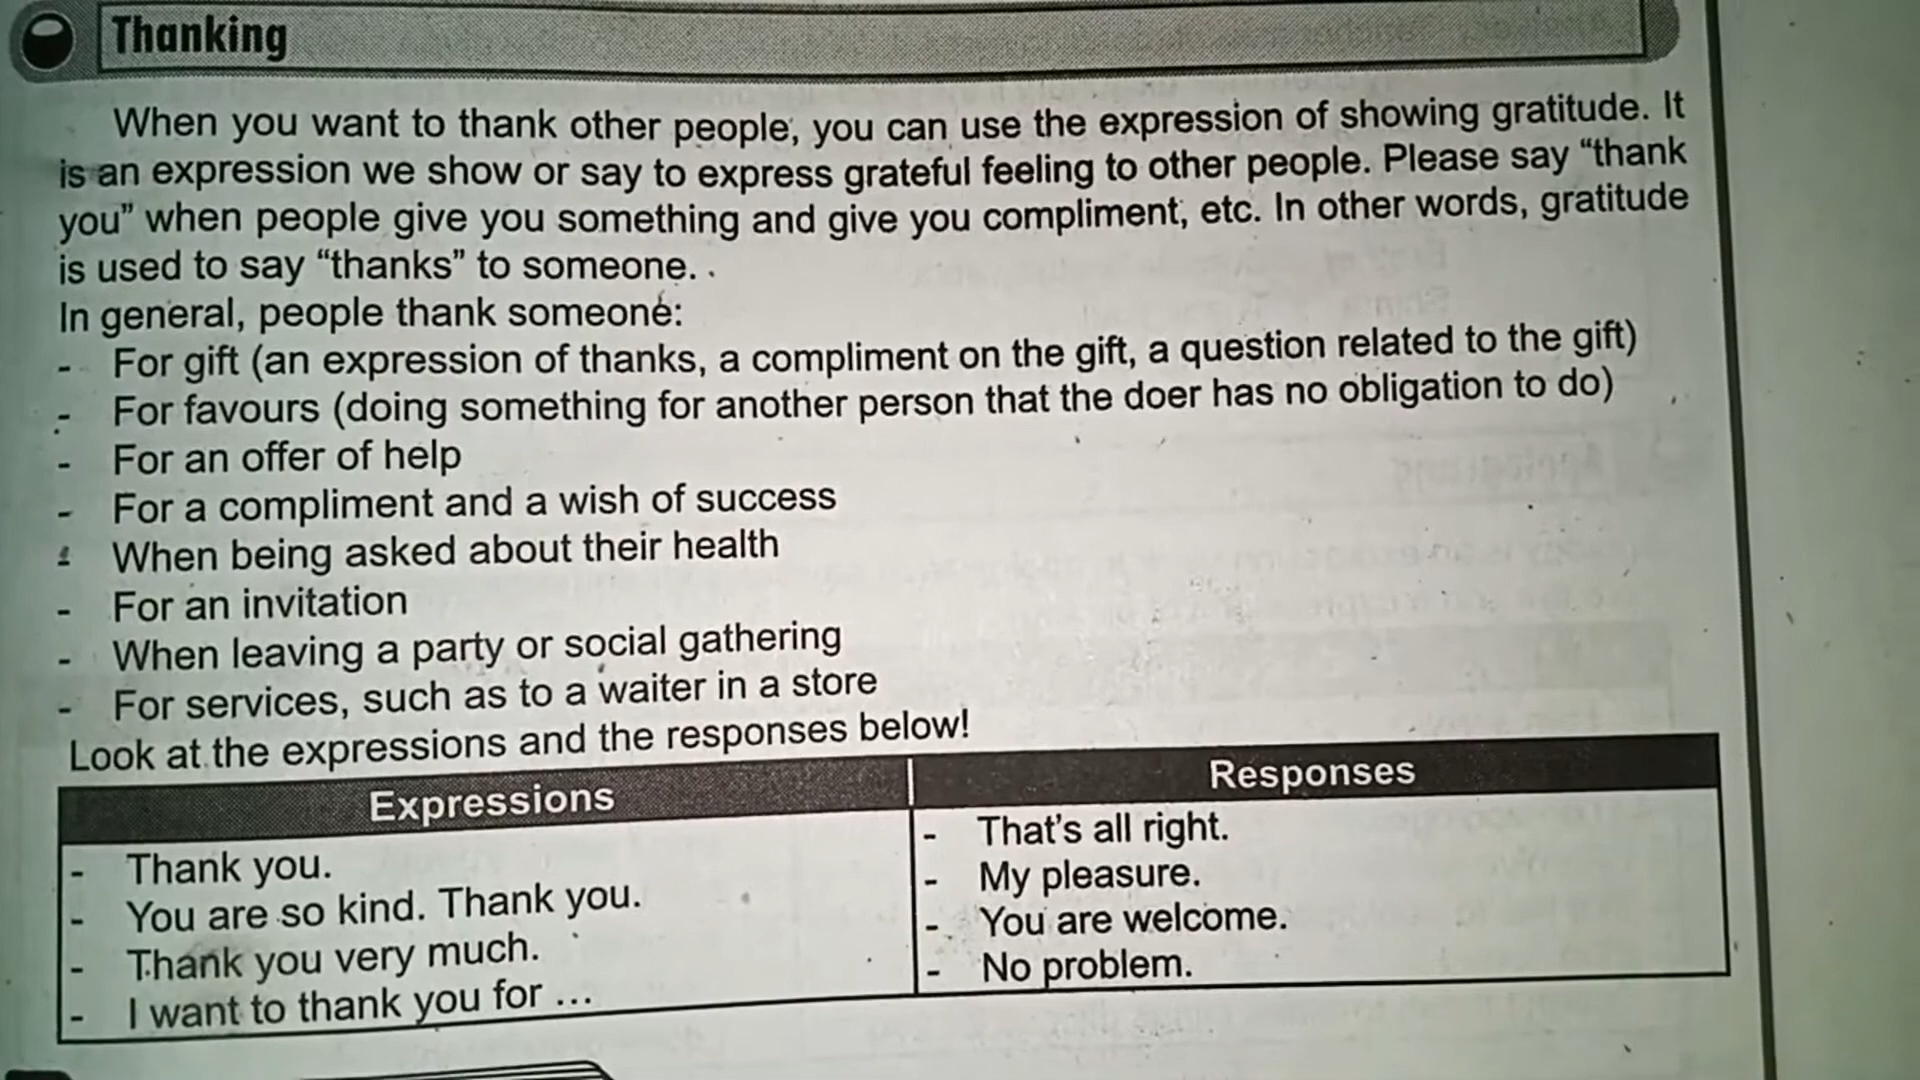 Thanking
When you want to thank other people, you can use the expression of showing gratitude. It
is an expression we show or say to express grateful feeling to other people. Please say “thank
you” when people give you something and give you compliment, etc. In other words, gratitude
is used to say “thanks” to someone.
In general, people thank someone:
- For gift (an expression of thanks, a compliment on the gift, a question related to the gift)
- For favours (doing something for another person that the doer has no obligation to do)
- For an offer of help
- For a compliment and a wish of success
- When being asked about their health
- For an invitation
- When leaving a party or social gathering
- For services, such as to a waiter in a store
Look at the expressions and the responses below!
Expressions
- Thank you.
- You are so kind. Thank you.
- Thank you very much.
- I want to thank you for ...
Responses
- That’s all right.
- My pleasure.
- You are welcome.
- No problem.